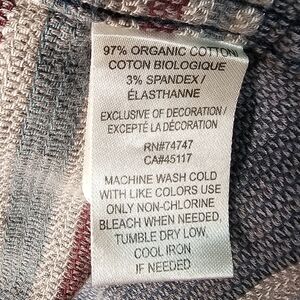 97% ORGANIC COTTON
COTON BIOLOGIQUE
3% SPANDEX /
ÉLASTHANNE
EXCLUSIVE OF DECORATION /
EXCEPTÉ LA DÉCORATION
RN#74747
CA#45117
MACHINE WASH COLD
WITH LIKE COLORS USE
ONLY NON-CHLORINE
BLEACH WHEN NEEDED,
TUMBLE DRY LOW,
COOL IRON
IF NEEDED